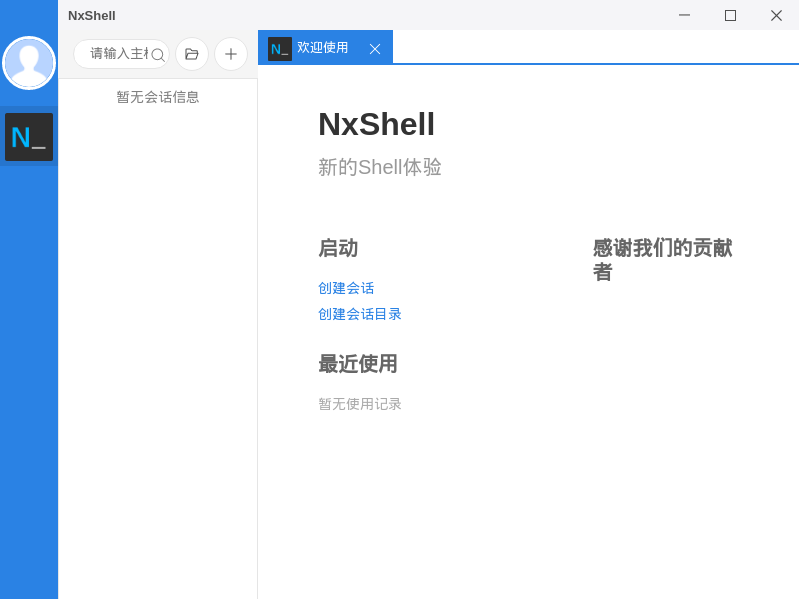 NxShell
请输入主机
N_ 欢迎使用
暂无会话信息
N_
NxShell
新的Shell体验
启动
创建会话
创建会话目录
感谢我们的贡献
者
最近使用
暂无使用记录